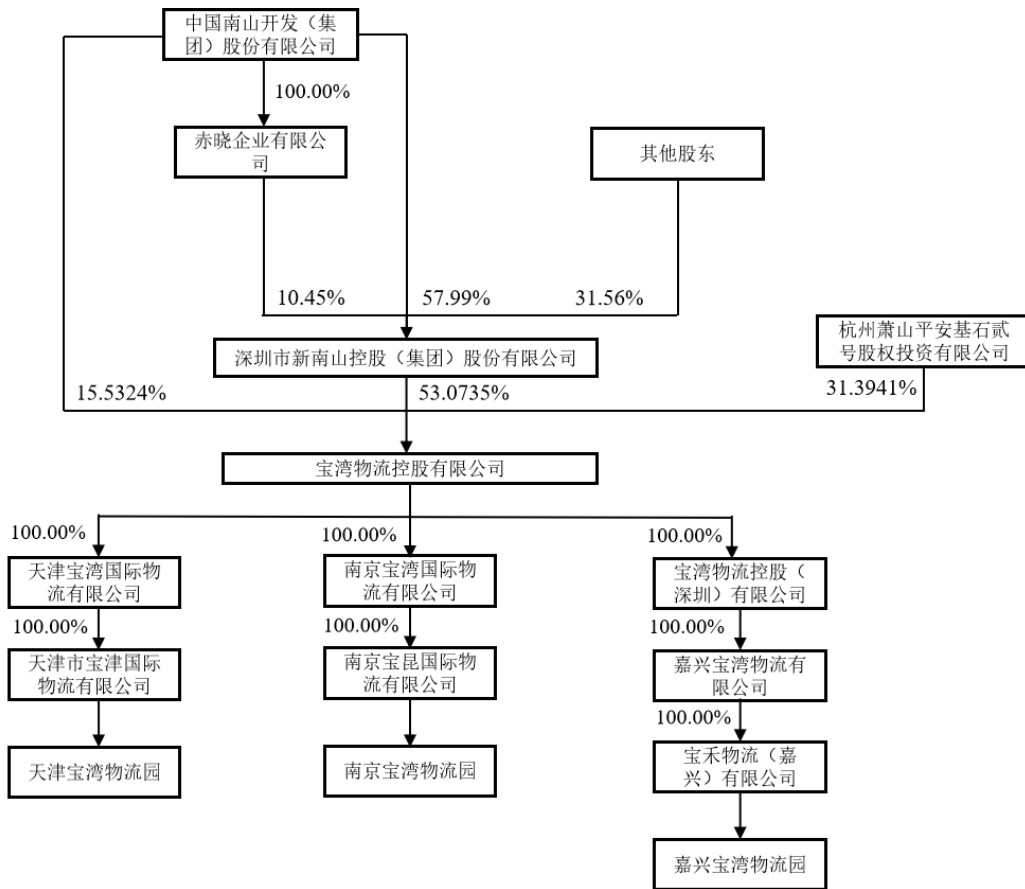 中国南山开发（集
团）股份有限公司
100.00%
赤晓企业有限公
司
其他股东
10.45%
57.99%
31.56%
杭州萧山平安基石贰
号股权投资有限公司
深圳市新南山控股（集团）股份有限公司
15.5324%
53.0735%
31.3941%
宝湾物流控股有限公司
100.00%
100.00%
100.00%
天津宝湾国际物
流有限公司
南京宝湾国际物
流有限公司
宝湾物流控股（
深圳）有限公司
100.00%
100.00%
100.00%
天津市宝津国际
物流有限公司
南京宝昆国际物
流有限公司
嘉兴宝湾物流有
限公司
100.00%
天津宝湾物流园
南京宝湾物流园
宝禾物流（嘉
兴）有限公司
嘉兴宝湾物流园